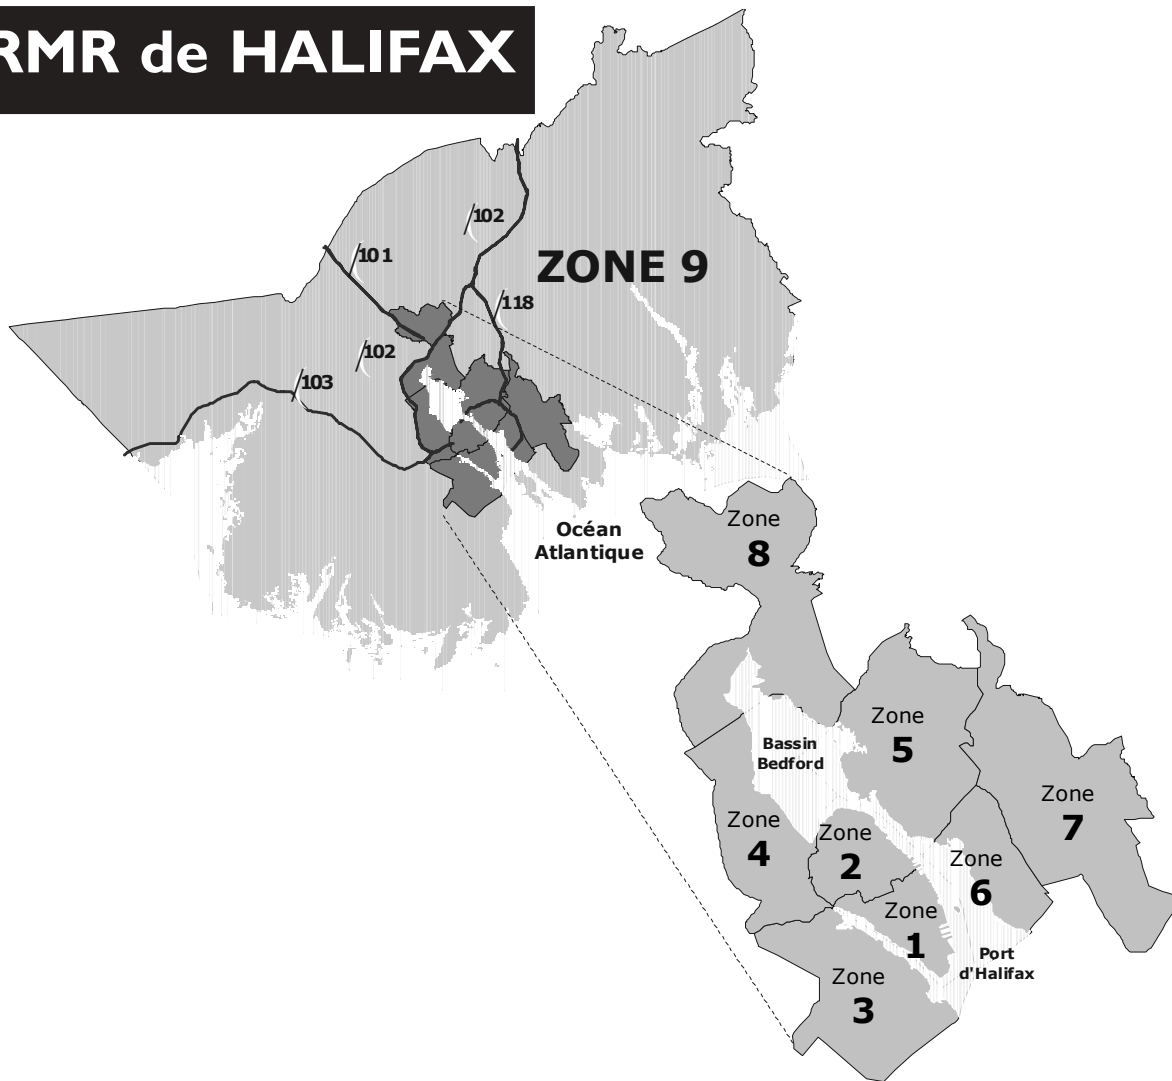 RMR de HALIFAX
102
101
ZONE 9
118
102
103
Océan
Atlantique
Zone
8
Zone
5
Bassin
Bedford
Zone
7
Zone
4
Zone
2
Zone
6
Zone
1
Port
d'Halifax
Zone
3